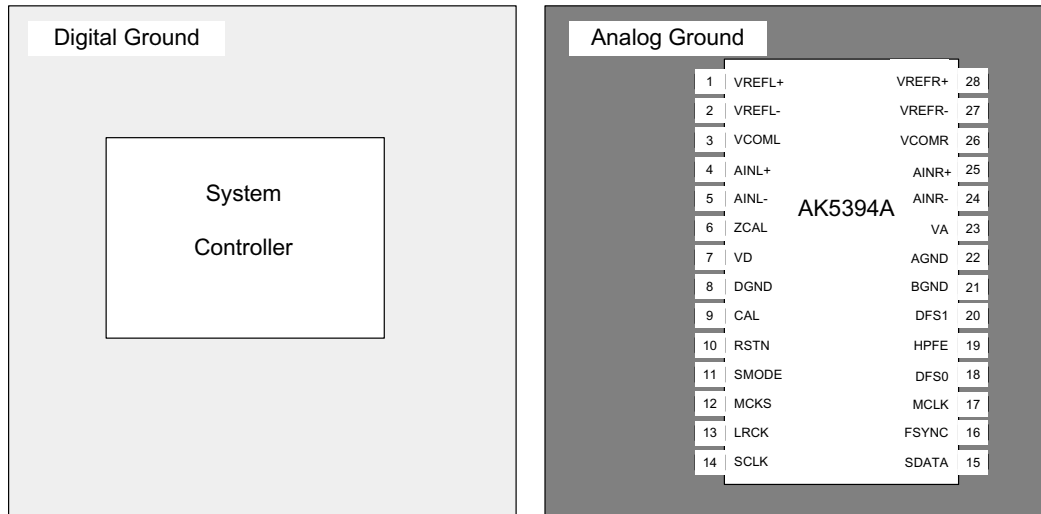 Digital Ground
System
Controller
Analog Ground
AK5394A
1 VREFL+ VREFR+ 28
2 VREFL- VREFR- 27
3 VCOML VCOMR 26
4 AINL+ AINR+ 25
5 AINL- AINR- 24
6 ZCAL VA 23
7 VD AGND 22
8 DGND BGND 21
9 CAL DFS1 20
10 RSTN HPFE 19
11 SMODE DFS0 18
12 MCKS MCLK 17
13 LRCK FSYNC 16
14 SCLK SDATA 15